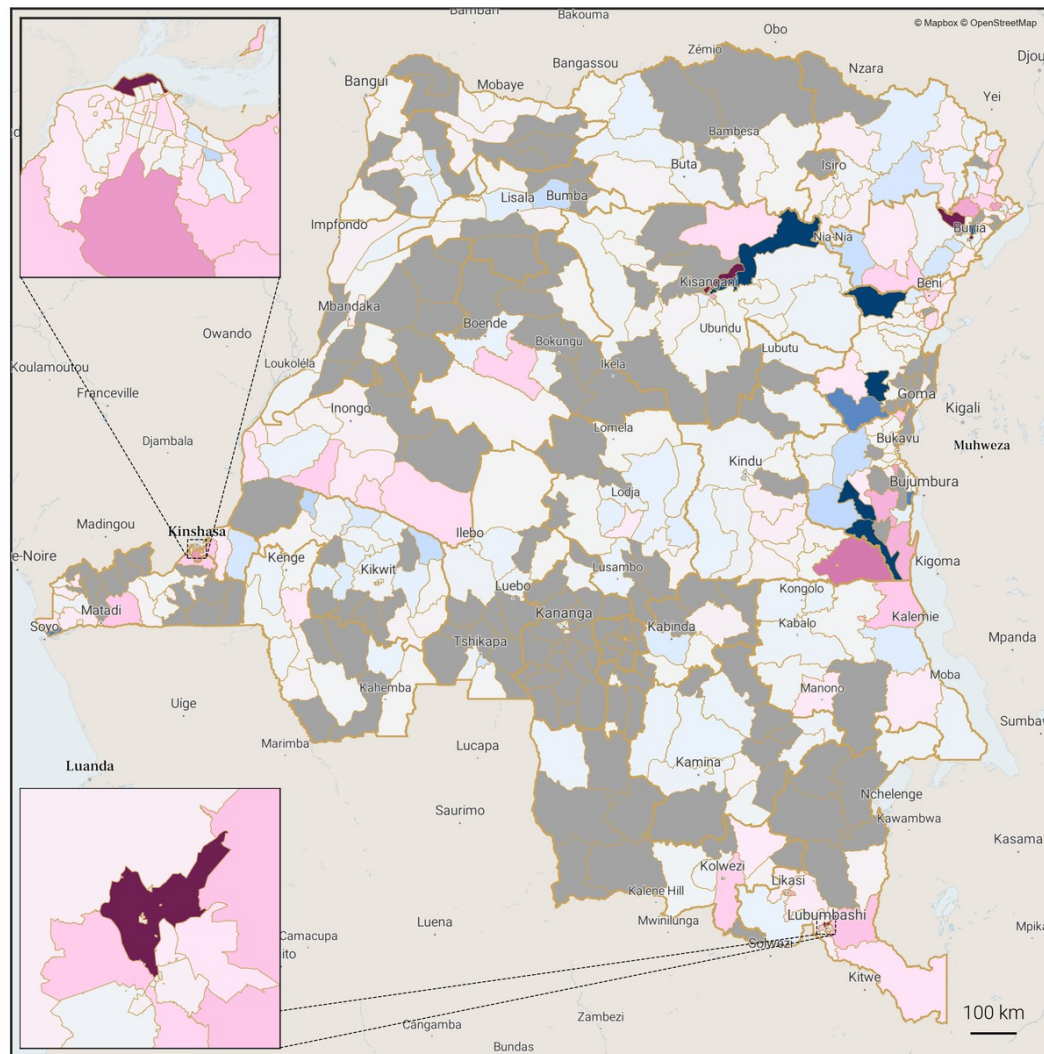 Bambari
Bakouma
Obo
© Mapbox © OpenStreetMap
Zémio
Bangassou
Nzara
Bangui
Mobaye
Yei
Bambesa
Buta
Isiro
Lisala
Bumba
Impfondo
Nia-Nia
Bunia
Kisangani
Beni
Mbandaka
Owando
Boende
Ubundu
Bokungu
Ikela
Lubutu
Koulamoutou
Loukoléla
Goma
Franceville
Kigali
Inongo
Lomela
Djambala
Bukavu
Muhweza
Kindu
Bujumbura
Lodja
Madingou
Kinshasa
Ilebo
Kenge
Kikwit
Kigoma
Lusambo
Luebo
Kongolo
Matadi
Kananga
Kalemie
Soyo
Kabinda
Kabalo
Tshikapa
Mpanda
Moba
Kahemba
Manono
Uíge
Marimba
Lucapa
Luanda
Kamina
Nchelenge
Saurimo
Kawambwa
Kasama
Kolwezi
Likasi
Kalene Hill
Lubumbashi
Luena
Mwinilunga
Camacupa
Solwezi
Kitwe
100 km
Zambezi
Cangamba
Bundas